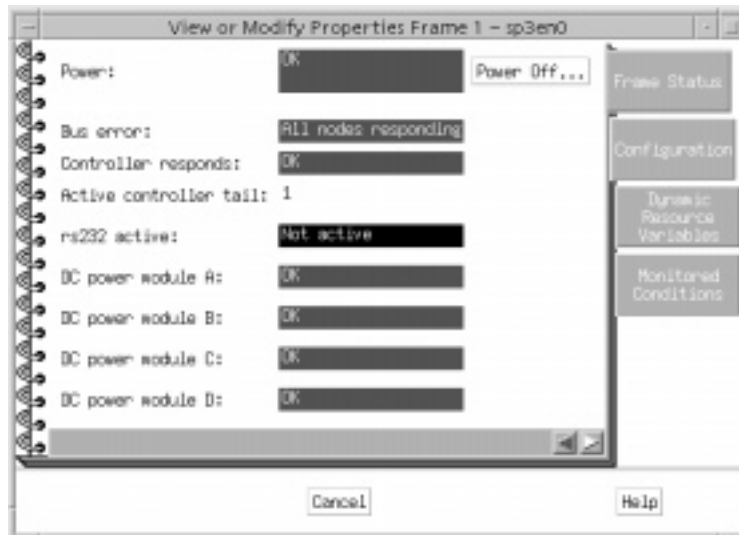 View or Modify Properties Frame 1 - sp3en0
Power: OK Power Off...
Frame Status
Bus error: All nodes responding
Configuration
Controller responds: OK
Active controller tail: 1
Dynamic
Resource
Variables
rs232 active: Not active
DC power module A: OK
Monitored
Conditions
DC power module B: OK
DC power module C: OK
DC power module D: OK
Cancel Help